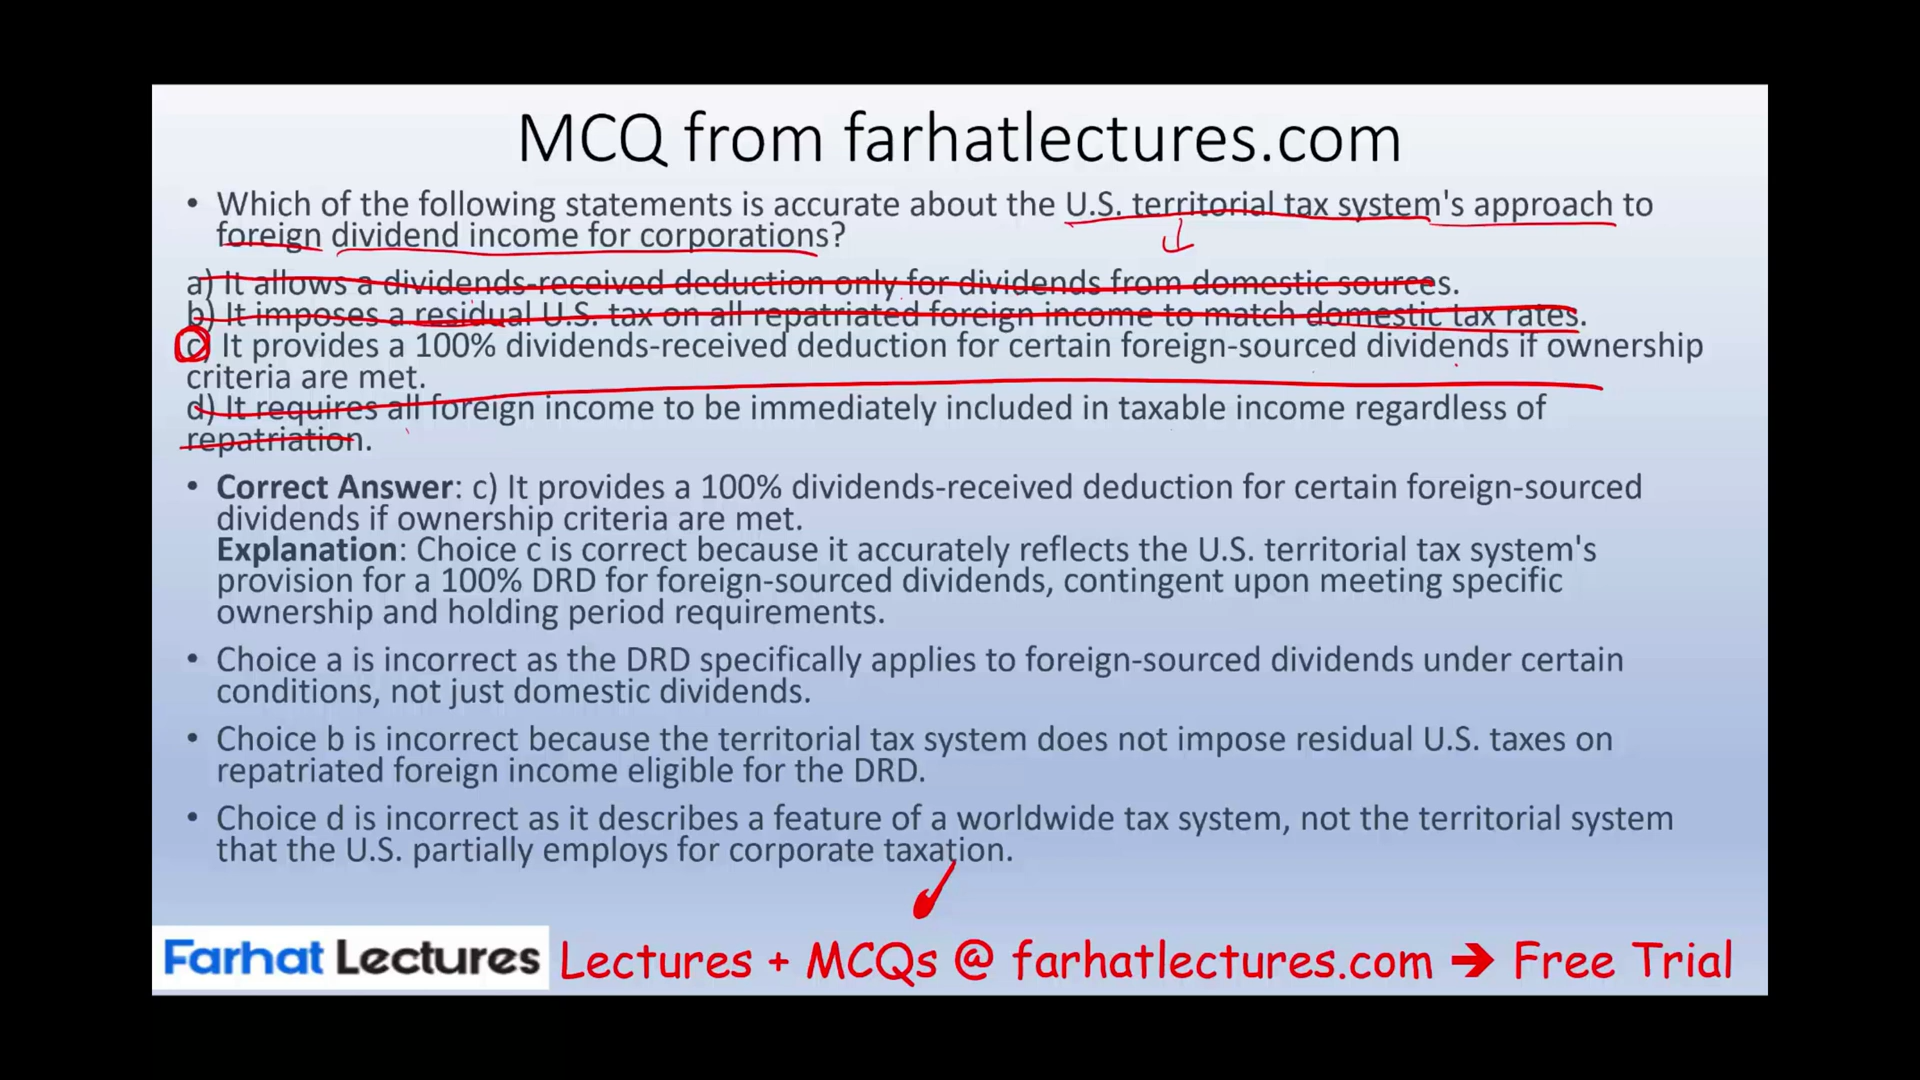 MCQ from farhatlectures.com
• Which of the following statements is accurate about the U.S. territorial tax system's approach to
foreign dividend income for corporations?
a) It allows a dividends-received deduction only for dividends from domestic sources.
b) It imposes a residual U.S. tax on all repatriated foreign income to match domestic tax rates.
c) It provides a 100% dividends-received deduction for certain foreign-sourced dividends if ownership
criteria are met.
d) It requires all foreign income to be immediately included in taxable income regardless of
repatriation.
• Correct Answer: c) It provides a 100% dividends-received deduction for certain foreign-sourced
dividends if ownership criteria are met.
Explanation: Choice c is correct because it accurately reflects the U.S. territorial tax system's
provision for a 100% DRD for foreign-sourced dividends, contingent upon meeting specific
ownership and holding period requirements.
• Choice a is incorrect as the DRD specifically applies to foreign-sourced dividends under certain
conditions, not just domestic dividends.
• Choice b is incorrect because the territorial tax system does not impose residual U.S. taxes on
repatriated foreign income eligible for the DRD.
• Choice d is incorrect as it describes a feature of a worldwide tax system, not the territorial system
that the U.S. partially employs for corporate taxation.
Farhat Lectures Lectures + MCQs @ farhatlectures.com ➔ Free Trial